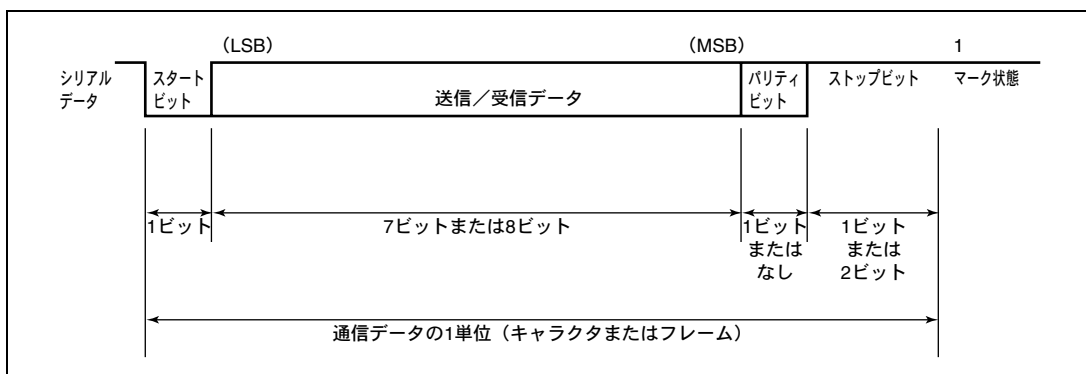 (LSB)
(MSB)
1
シリアル
データ
スタート
ビット
送信／受信データ
パリティ
ビット
ストップビット
マーク状態
1ビット
7ビットまたは8ビット
1ビット
または
なし
1ビット
または
2ビット
通信データの1単位（キャラクタまたはフレーム）